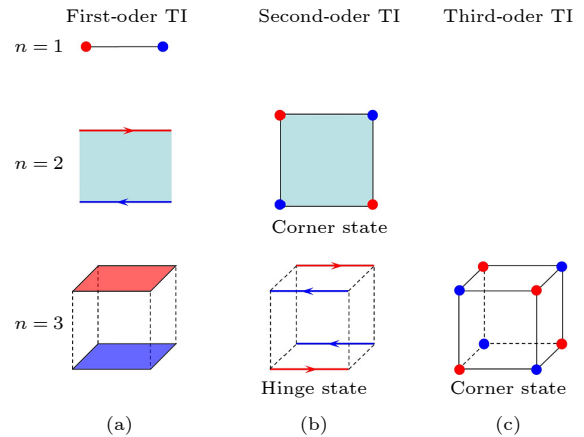 First-oder TI Second-oder TI Third-oder TI
n = 1
n = 2
Corner state
n = 3
Hinge state Corner state
(a) (b) (c)